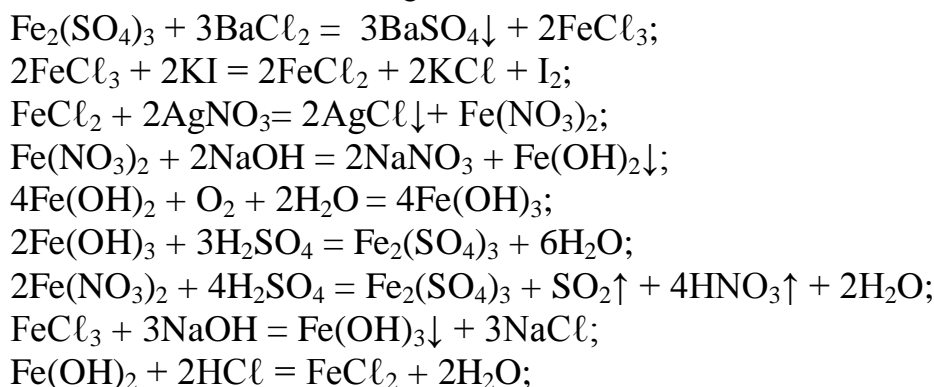 Fe₂(SO₄)₃ + 3BaCℓ₂ = 3BaSO₄↓ + 2FeCℓ₃;
2FeCℓ₃ + 2KI = 2FeCℓ₂ + 2KCℓ + I₂;
FeCℓ₂ + 2AgNO₃= 2AgCℓ↓+ Fe(NO₃)₂;
Fe(NO₃)₂ + 2NaOH = 2NaNO₃ + Fe(OH)₂↓;
4Fe(OH)₂ + O₂ + 2H₂O = 4Fe(OH)₃;
2Fe(OH)₃ + 3H₂SO₄ = Fe₂(SO₄)₃ + 6H₂O;
2Fe(NO₃)₂ + 4H₂SO₄ = Fe₂(SO₄)₃ + SO₂↑ + 4HNO₃↑ + 2H₂O;
FeCℓ₃ + 3NaOH = Fe(OH)₃↓ + 3NaCℓ;
Fe(OH)₂ + 2HCℓ = FeCℓ₂ + 2H₂O;